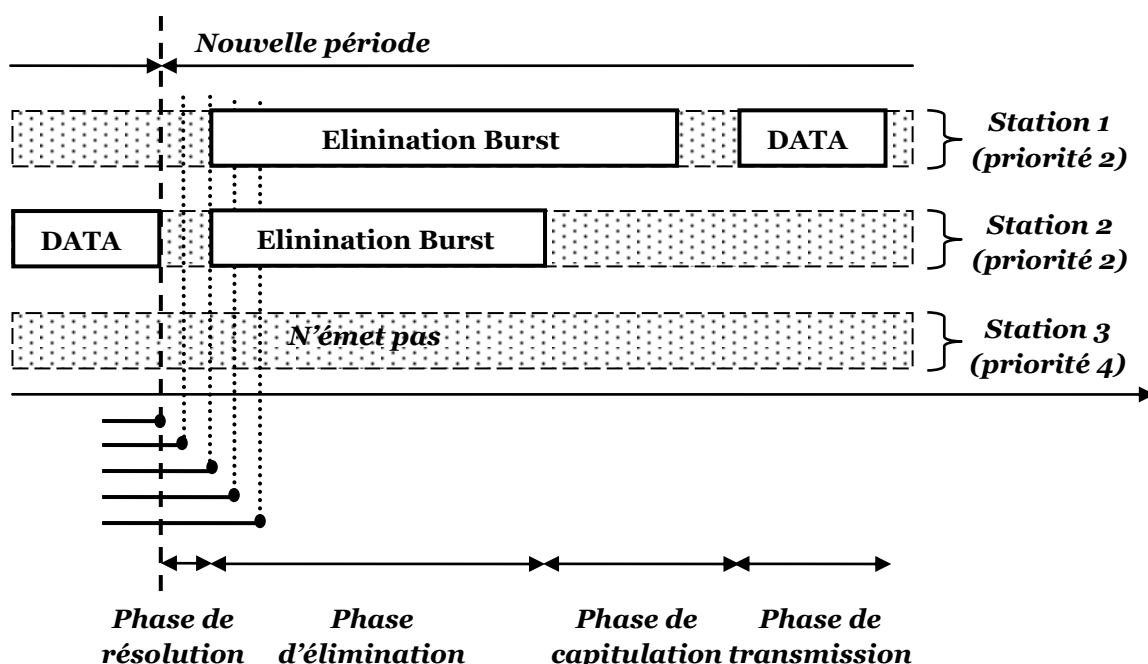 Nouvelle période
Elinination Burst
DATA
Station 1
(priorité 2)
DATA
Elinination Burst
Station 2
(priorité 2)
N'émet pas
Station 3
(priorité 4)
Phase de
résolution
Phase
d'élimination
Phase de
capitulation
Phase de
transmission